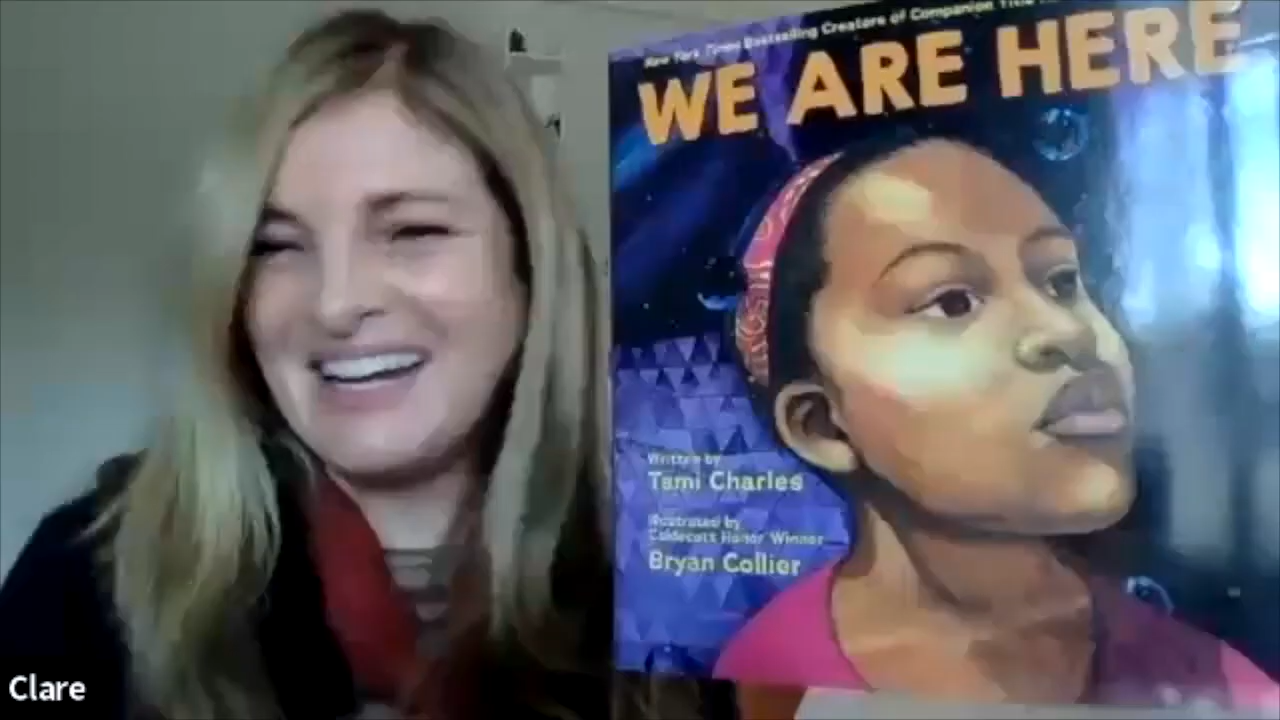 New York Times Bestselling Creators of Companion Title
WE ARE HERE
Written by
Tami Charles
Illustrated by
Caldecott Honor Winner
Bryan Collier
Clare